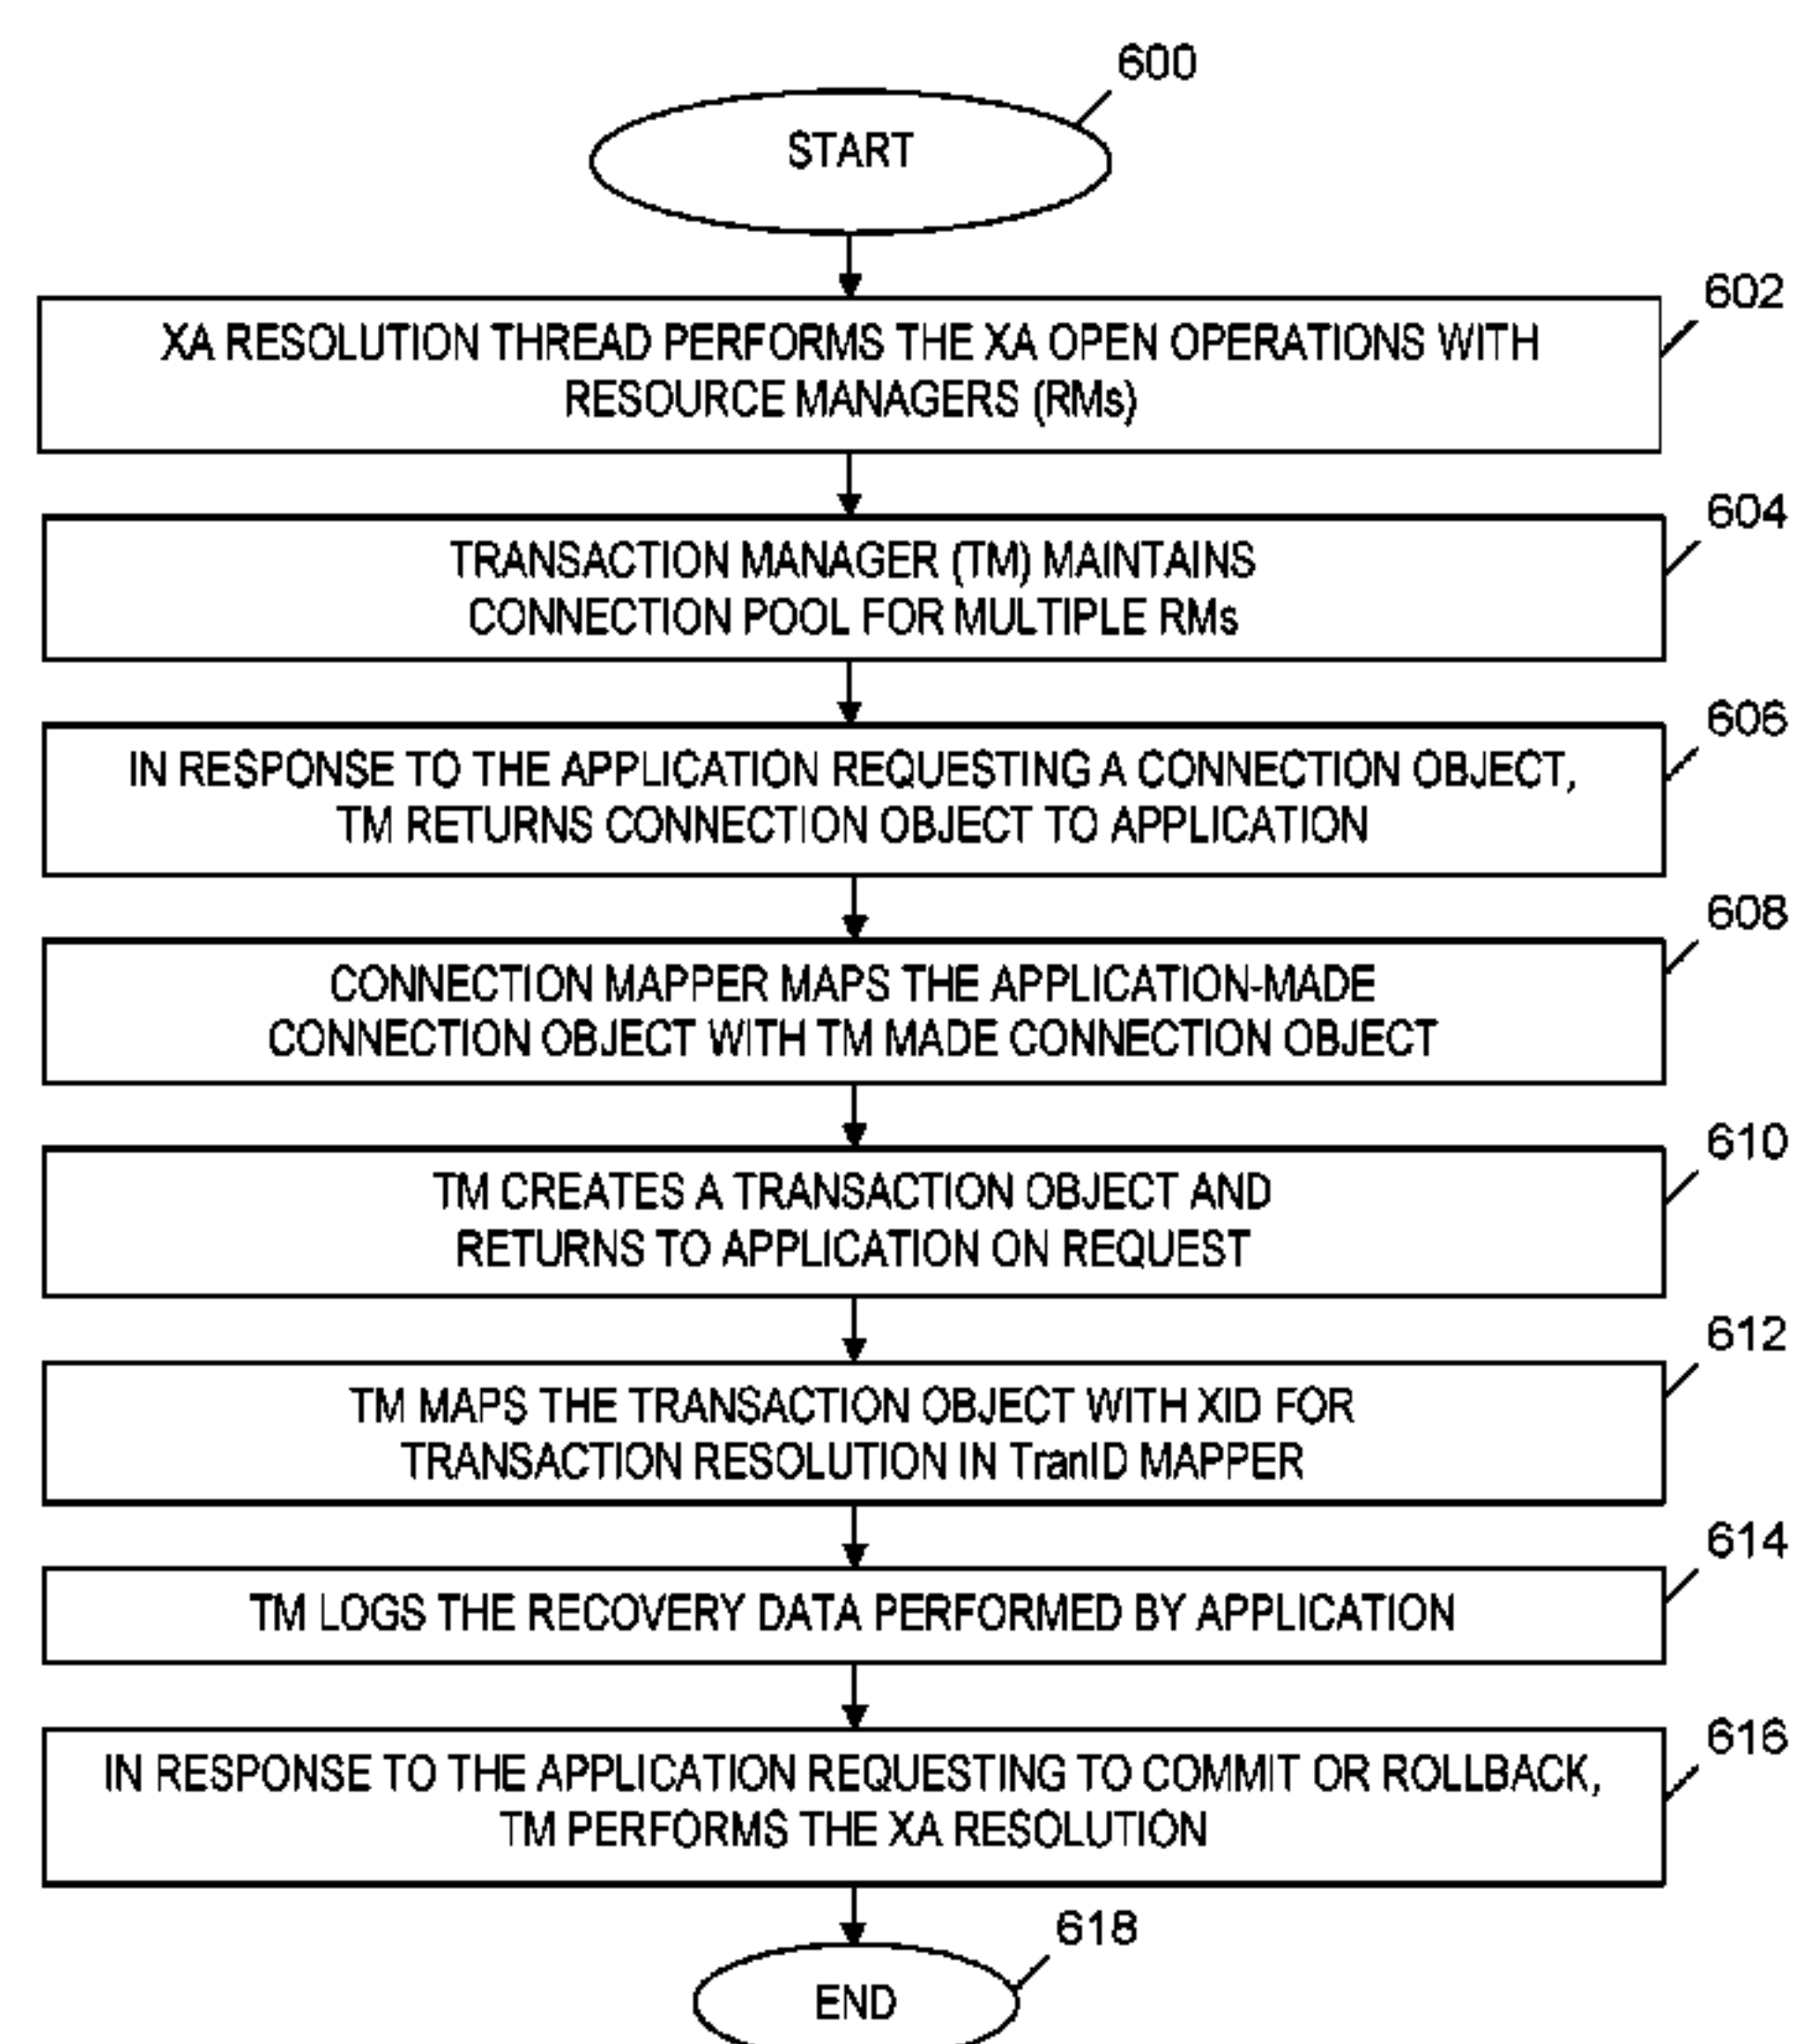 600
START
602
XA RESOLUTION THREAD PERFORMS THE XA OPEN OPERATIONS WITH
RESOURCE MANAGERS (RMs)
604
TRANSACTION MANAGER (TM) MAINTAINS
CONNECTION POOL FOR MULTIPLE RMs
606
IN RESPONSE TO THE APPLICATION REQUESTING A CONNECTION OBJECT,
TM RETURNS CONNECTION OBJECT TO APPLICATION
608
CONNECTION MAPPER MAPS THE APPLICATION-MADE
CONNECTION OBJECT WITH TM MADE CONNECTION OBJECT
610
TM CREATES A TRANSACTION OBJECT AND
RETURNS TO APPLICATION ON REQUEST
612
TM MAPS THE TRANSACTION OBJECT WITH XID FOR
TRANSACTION RESOLUTION IN TranID MAPPER
614
TM LOGS THE RECOVERY DATA PERFORMED BY APPLICATION
616
IN RESPONSE TO THE APPLICATION REQUESTING TO COMMIT OR ROLLBACK,
TM PERFORMS THE XA RESOLUTION
618
END